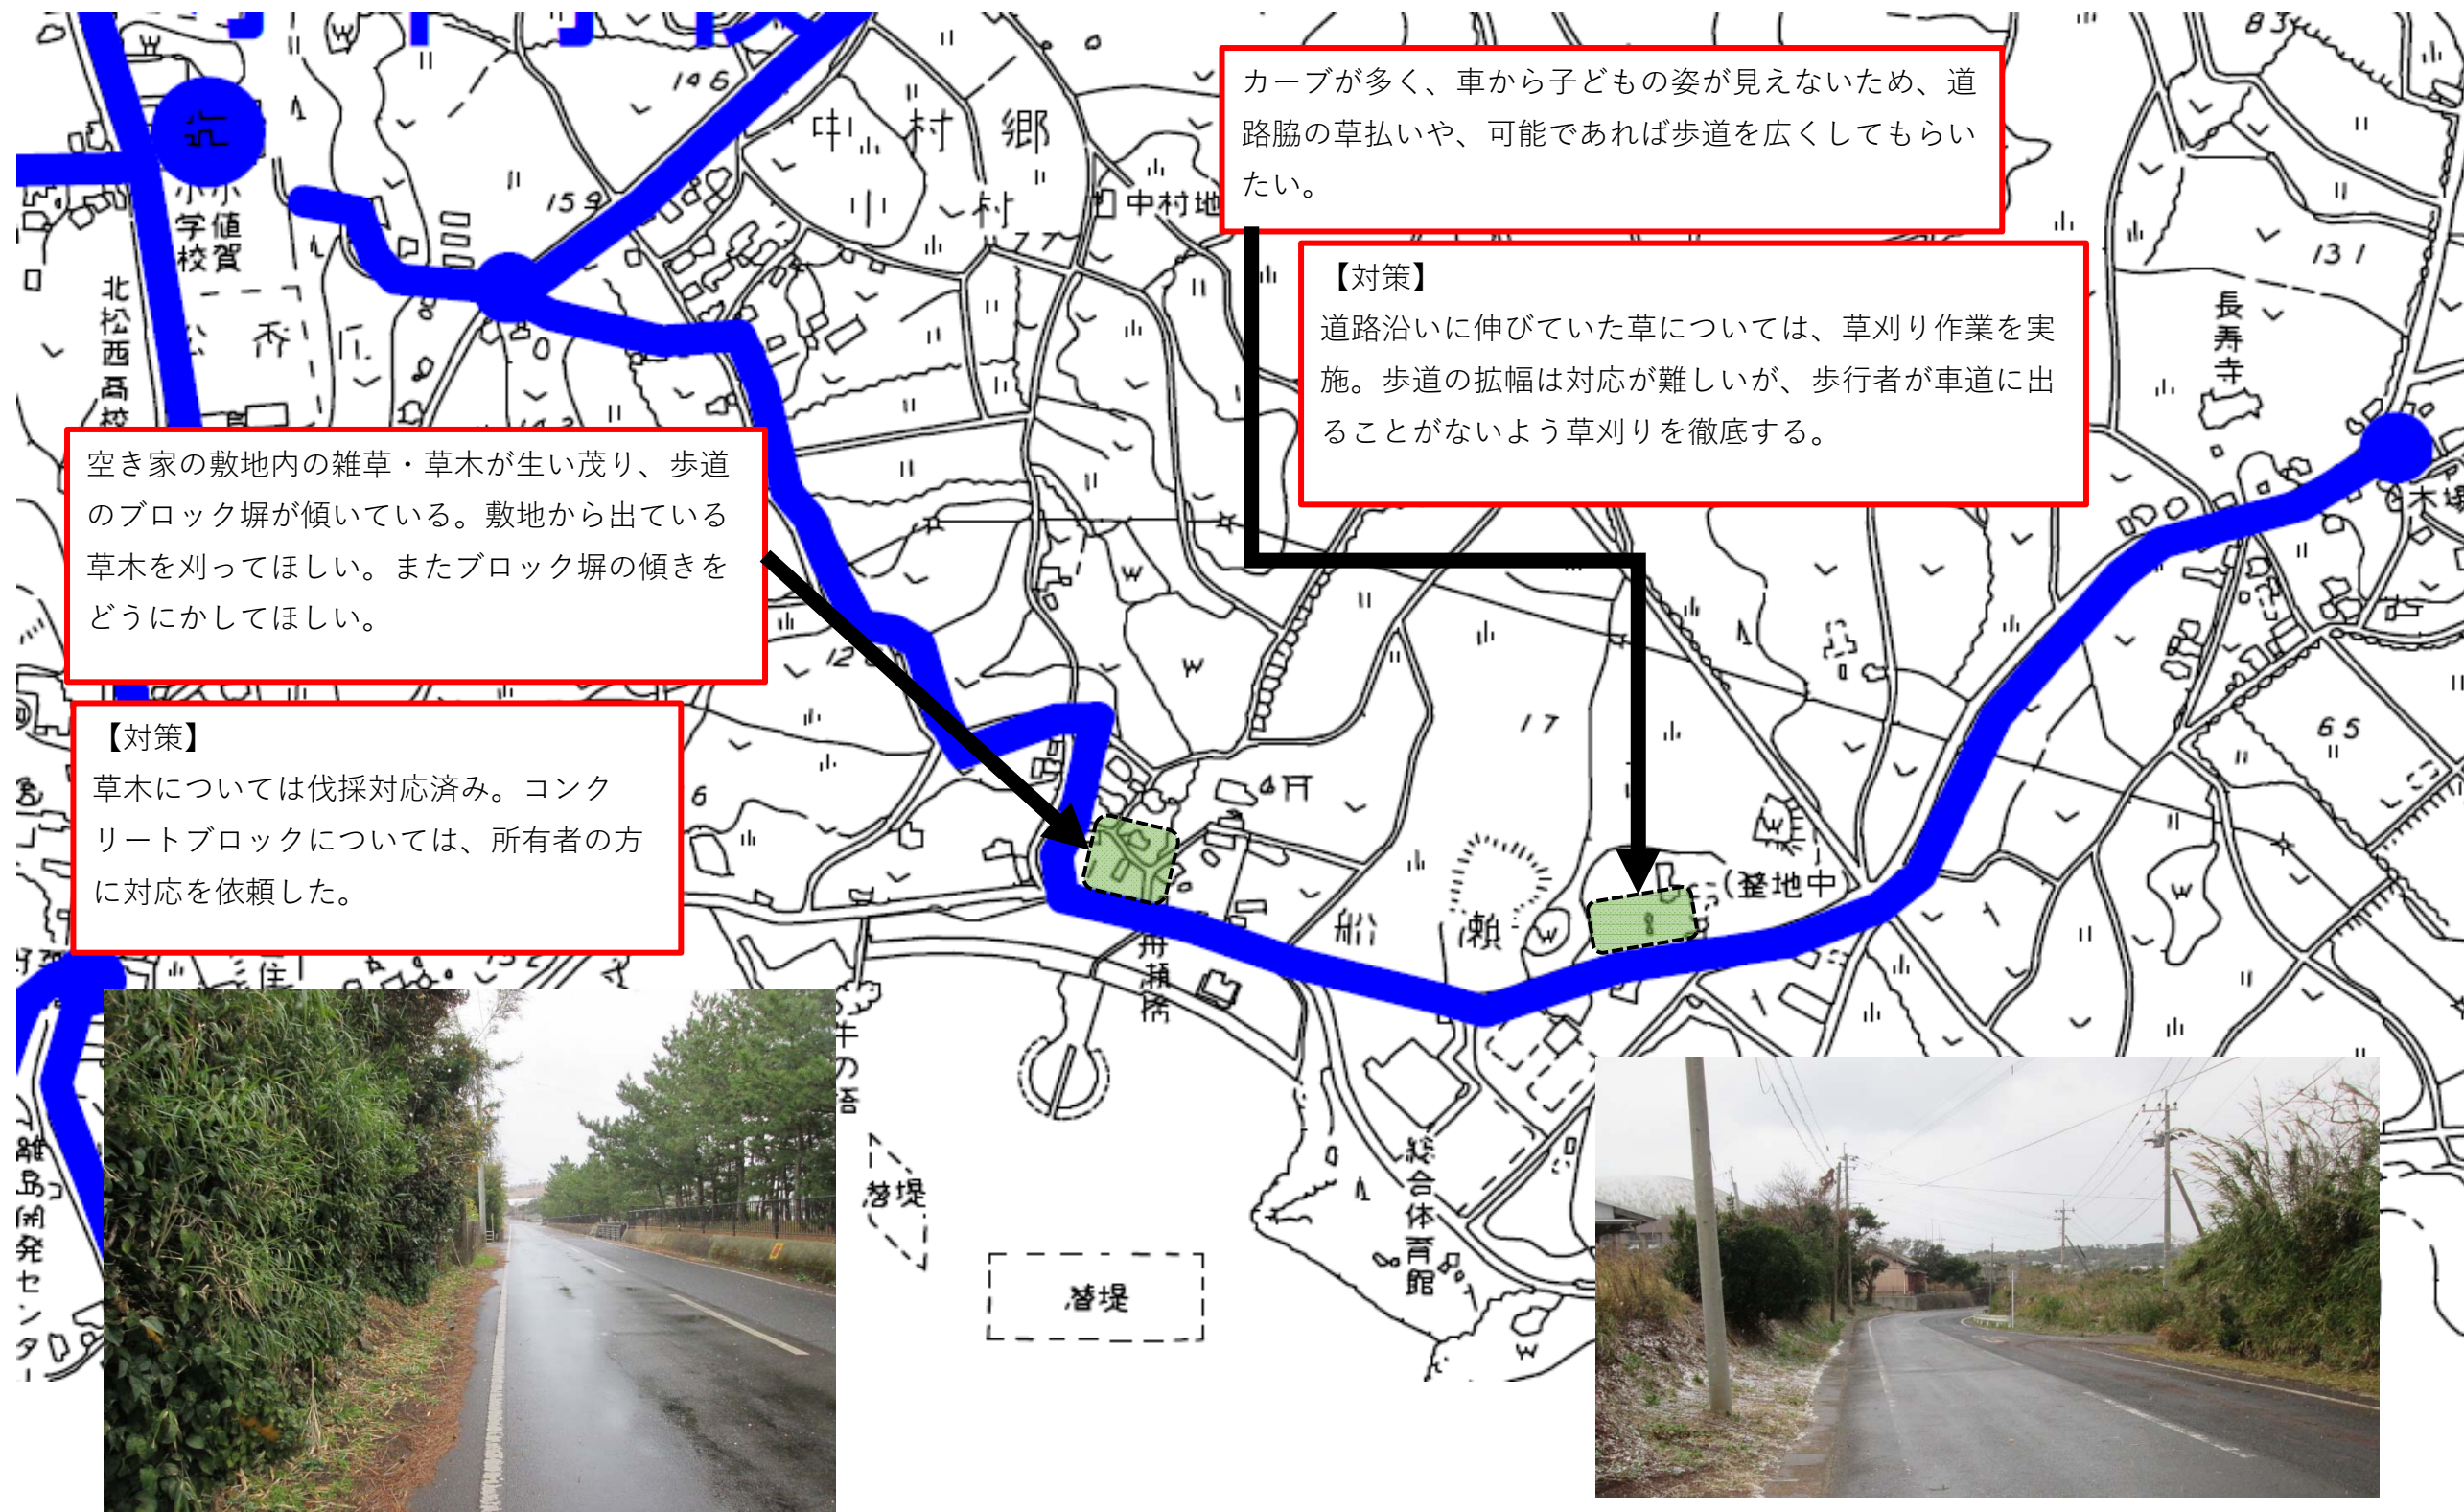 カーブが多く、車から子どもの姿が見えないため、道
路脇の草払いや、可能であれば歩道を広くしてもらい
たい。
【対策】
道路沿いに伸びていた草については、草刈り作業を実
施。歩道の拡幅は対応が難しいが、歩行者が車道に出
ることがないよう草刈りを徹底する。
空き家の敷地内の雑草・草木が生い茂り、歩道
のブロック塀が傾いている。敷地から出ている
草木を刈ってほしい。またブロック塀の傾きを
どうにかしてほしい。
【対策】
草木については伐採対応済み。コンク
リートブロックについては、所有者の方
に対応を依頼した。
146
834
中村郷
159
小値賀
小学校
中村地
77
131
北松西高校
長寿寺
木場
17
65
6
(整地中)
船瀬
1
1
総合体育館
離島開発センター
潜堤
潜堤